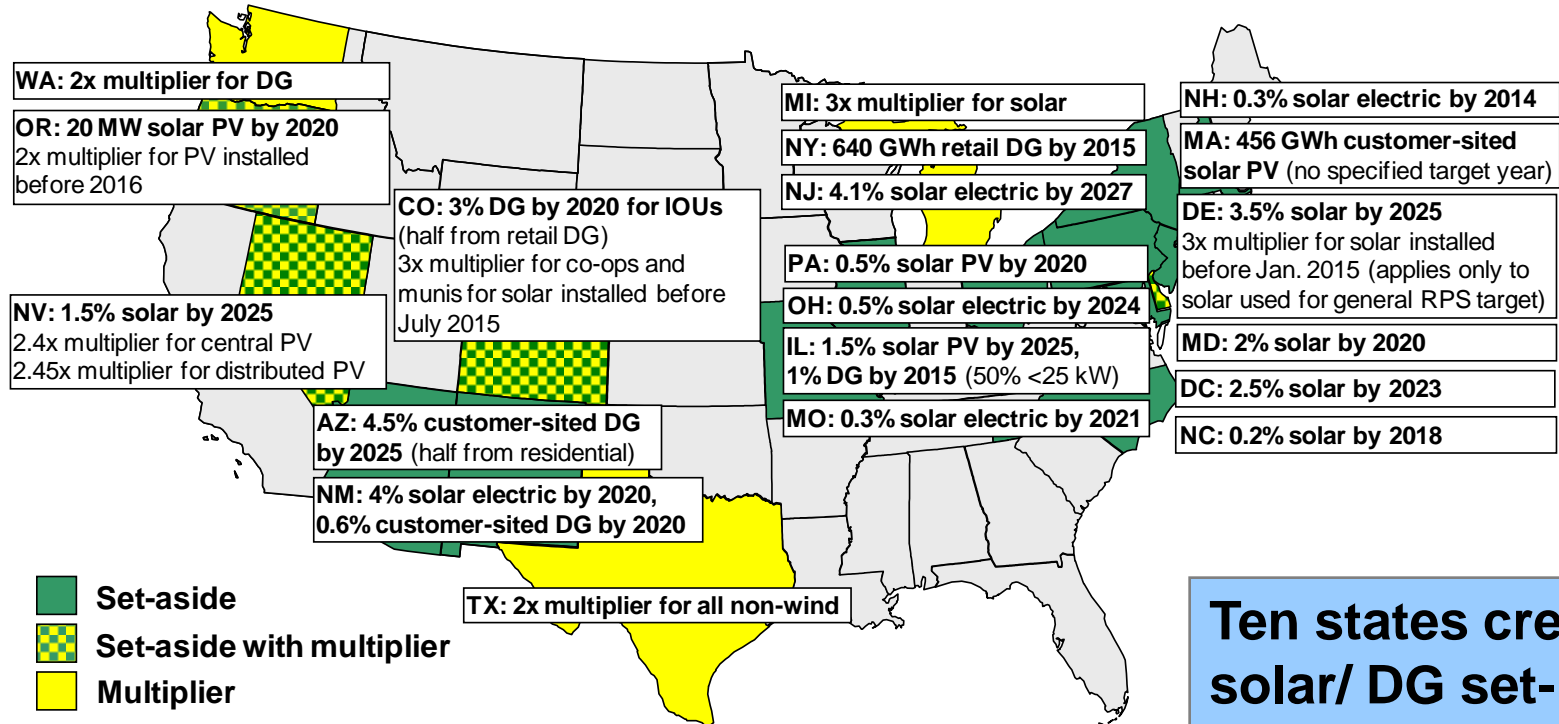 WA: 2x multiplier for DG
OR: 20 MW solar PV by 2020
2x multiplier for PV installed
before 2016
NV: 1.5% solar by 2025
2.4x multiplier for central PV
2.45x multiplier for distributed PV
CO: 3% DG by 2020 for IOUs
(half from retail DG)
3x multiplier for co-ops and
munis for solar installed before
July 2015
AZ: 4.5% customer-sited DG
by 2025 (half from residential)
NM: 4% solar electric by 2020,
0.6% customer-sited DG by 2020
TX: 2x multiplier for all non-wind
MI: 3x multiplier for solar
NY: 640 GWh retail DG by 2015
NJ: 4.1% solar electric by 2027
PA: 0.5% solar PV by 2020
OH: 0.5% solar electric by 2024
IL: 1.5% solar PV by 2025,
1% DG by 2015 (50% <25 kW)
MO: 0.3% solar electric by 2021
NH: 0.3% solar electric by 2014
MA: 456 GWh customer-sited
solar PV (no specified target year)
DE: 3.5% solar by 2025
3x multiplier for solar installed
before Jan. 2015 (applies only to
solar used for general RPS target)
MD: 2% solar by 2020
DC: 2.5% solar by 2023
NC: 0.2% solar by 2018
Set-aside
Set-aside with multiplier
Multiplier
Ten states cre
solar/ DG set-